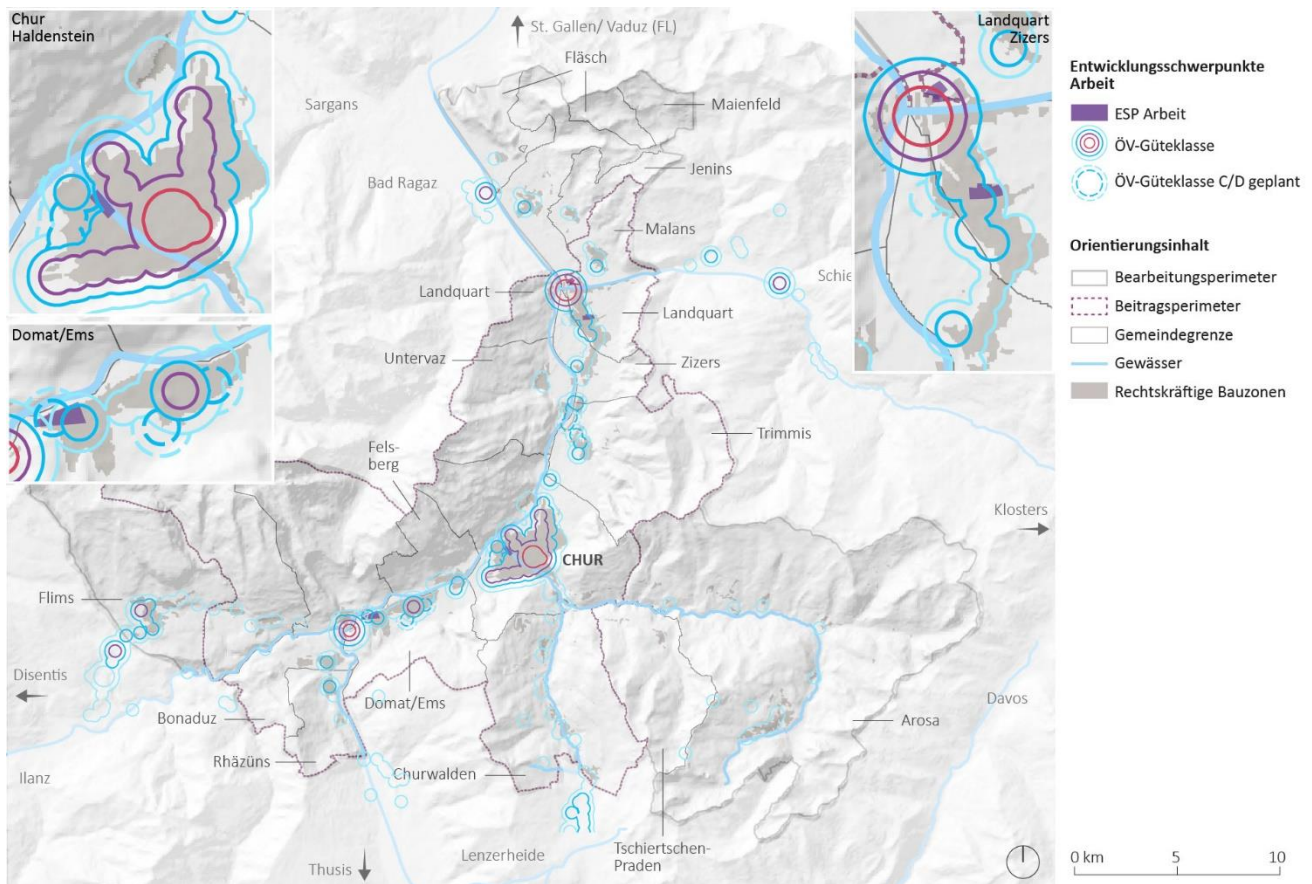 Chur
Haldenstein
St. Gallen/ Vaduz (FL)
Landquart
Zizers
Fläsch
Sargans
Maienfeld
Jenins
Bad Ragaz
Malans
Landquart
Landquart
Untervaz
Zizers
Domat/Ems
Trimmis
Fels-
berg
Klosters
CHUR
Flims
Disentis
Domat/Ems
Davos
Bonaduz
Arosa
Rhäzüns
Churwalden
Ilanz
Tschiertschen-
Praden
Lenzerheide
Thusis
Entwicklungsschwerpunkte
Arbeit
ESP Arbeit
ÖV-Güteklasse
ÖV-Güteklasse C/D geplant
Orientierungsinhalt
Bearbeitungsperimeter
Beitragsperimeter
Gemeindegrenze
Gewässer
Rechtskräftige Bauzonen
0 km 5 10